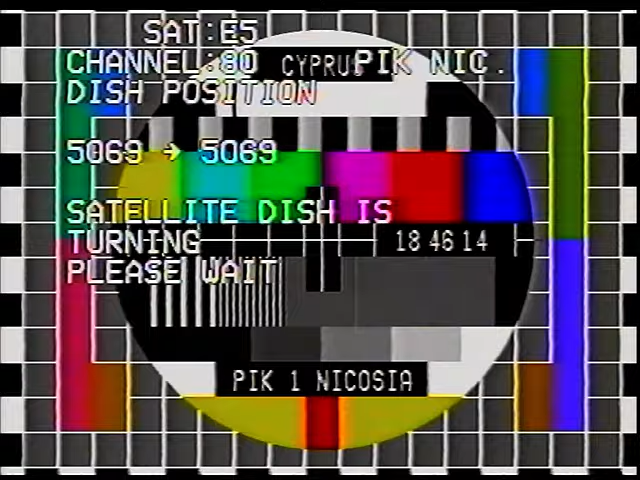 SAT:E5
CHANNEL:80 PIK NIC.
CYPRUS
DISH POSITION
5069 → 5069
SATELLITE DISH IS
TURNING
18 46 14
PLEASE WAIT
PIK 1 NICOSIA